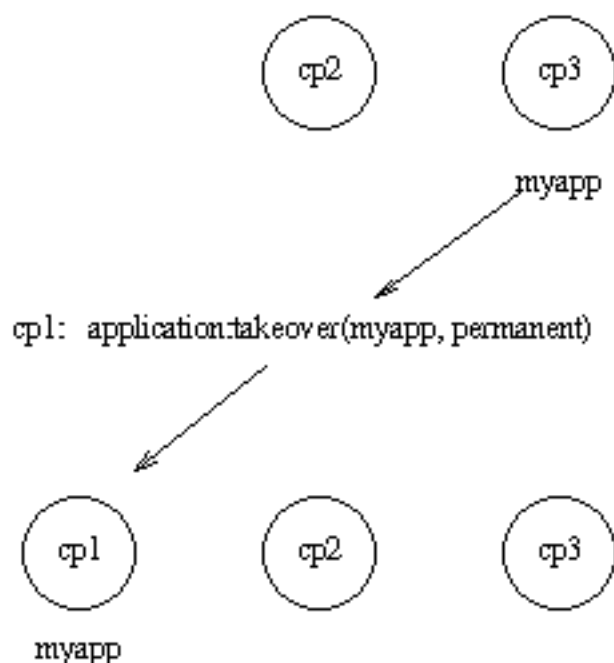 cp2 cp3
myapp
cp1: application:takeover(myapp, permanent)
cp1 cp2 cp3
myapp